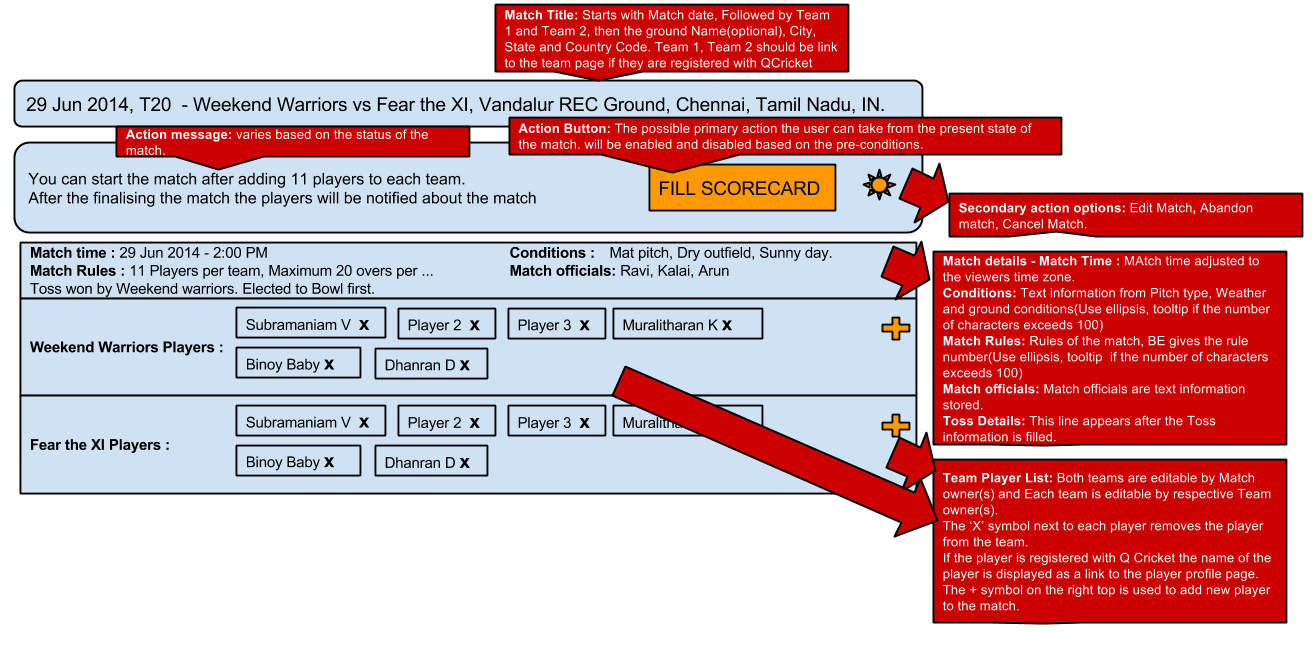 Match Title: Starts with Match date, Followed by Team
1 and Team 2, then the ground Name(optional), City,
State and Country Code. Team 1, Team 2 should be link
to the team page if they are registered with QCricket
29 Jun 2014, T20 - Weekend Warriors vs Fear the XI, Vandalur REC Ground, Chennai, Tamil Nadu, IN.
Action message: varies based on the status of the
match.
Action Button: The possible primary action the user can take from the present state of
the match. will be enabled and disabled based on the pre-conditions.
You can start the match after adding 11 players to each team.
After the finalising the match the players will be notified about the match
FILL SCORECARD
Secondary action options: Edit Match, Abandon
match, Cancel Match.
Match time : 29 Jun 2014 - 2:00 PM
Match Rules : 11 Players per team, Maximum 20 overs per ...
Toss won by Weekend warriors. Elected to Bowl first.
Conditions : Mat pitch, Dry outfield, Sunny day.
Match officials: Ravi, Kalai, Arun
Match details - Match Time : MAtch time adjusted to
the viewers time zone.
Conditions: Text information from Pitch type, Weather
and ground conditions(Use ellipsis, tooltip if the number
of characters exceeds 100)
Match Rules: Rules of the match, BE gives the rule
number(Use ellipsis, tooltip if the number of characters
exceeds 100)
Match officials: Match officials are text information
stored.
Toss Details: This line appears after the Toss
information is filled.
Weekend Warriors Players :
Subramaniam V X
Player 2 X
Player 3 X
Muralitharan K X
Binoy Baby X
Dhanran D X
Fear the XI Players :
Subramaniam V X
Player 2 X
Player 3 X
Binoy Baby X
Dhanran D X
Team Player List: Both teams are editable by Match
owner(s) and Each team is editable by respective Team
owner(s).
The 'X' symbol next to each player removes the player
from the team.
If the player is registered with Q Cricket the name of the
player is displayed as a link to the player profile page.
The + symbol on the right top is used to add new player
to the match.